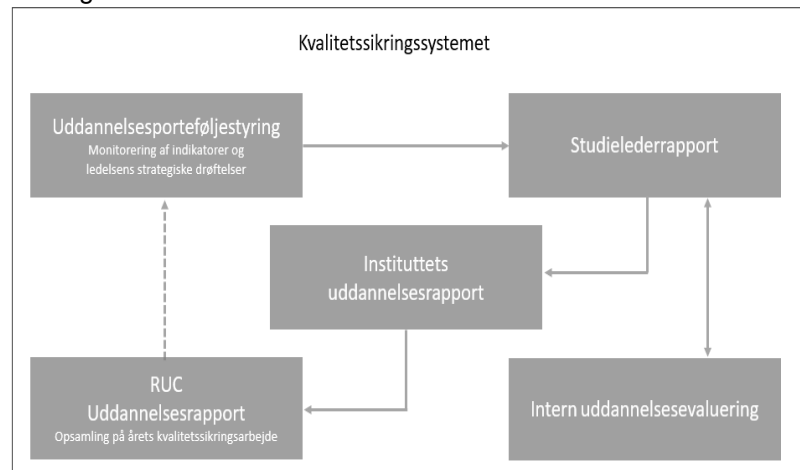 Kvalitetssikringssystemet
Uddannelsesporteføljestyring
Monitorering af indikatorer og
ledelsens strategiske drøftelser
Studielederrapport
Instituttets
uddannelsesrapport
RUC
Uddannelsesrapport
Opsamling på årets kvalitetssikringsarbejde
Intern uddannelsesevaluering